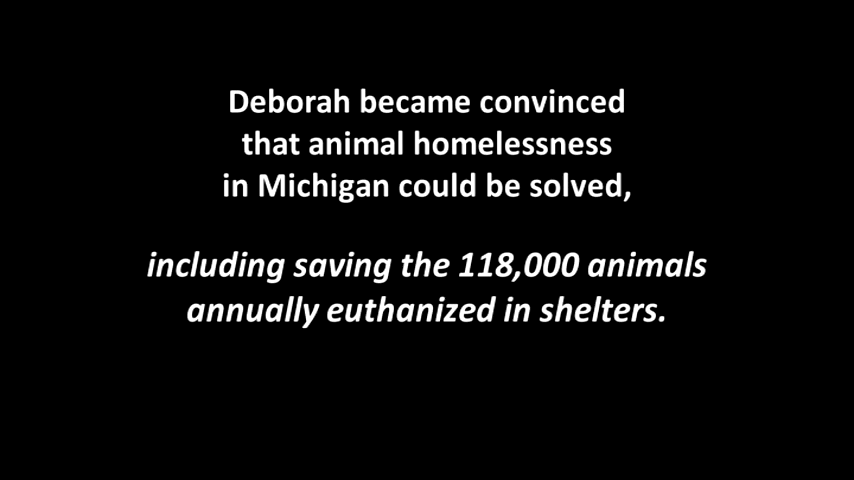 Deborah became convinced
that animal homelessness
in Michigan could be solved,
including saving the 118,000 animals
annually euthanized in shelters.